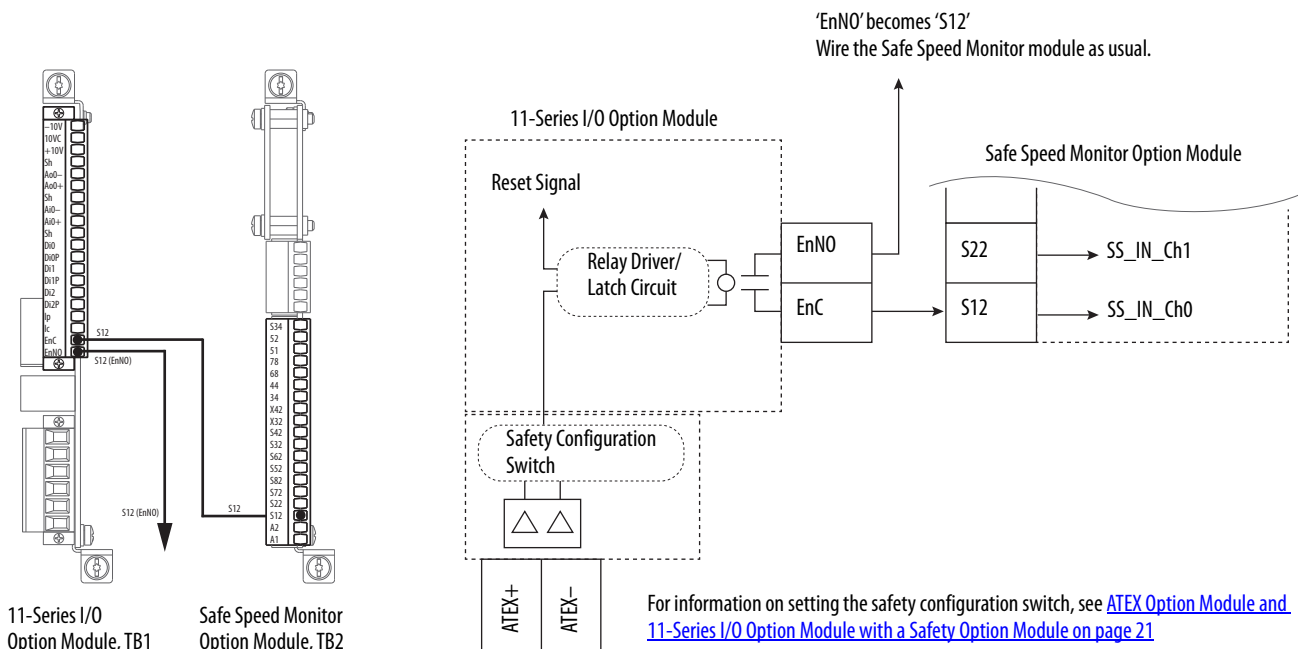 -10V
10VC
+10V
Sh
Ao0-
Ao0+
Sh
Ai0-
Ai0+
Sh
Di0
Di0P
Di1
Di1P
Di2
Di2P
Ip
Ic
EnC
EnNO
S12
S12 (EnNO)
S12 (EnNO)
S12
S34
S2
S1
78
68
44
34
X42
X32
S42
S32
S62
S52
S82
S72
S22
S12
A2
A1
11-Series I/O
Option Module, TB1
Safe Speed Monitor
Option Module, TB2
'EnNO' becomes 'S12'
Wire the Safe Speed Monitor module as usual.
11-Series I/O Option Module
Reset Signal
Relay Driver/
Latch Circuit
EnNO
EnC
Safe Speed Monitor Option Module
S22
SS_IN_Ch1
S12
SS_IN_Ch0
Safety Configuration
Switch
ATEX+
ATEX–
For information on setting the safety configuration switch, see ATEX Option Module and
11-Series I/O Option Module with a Safety Option Module on page 21